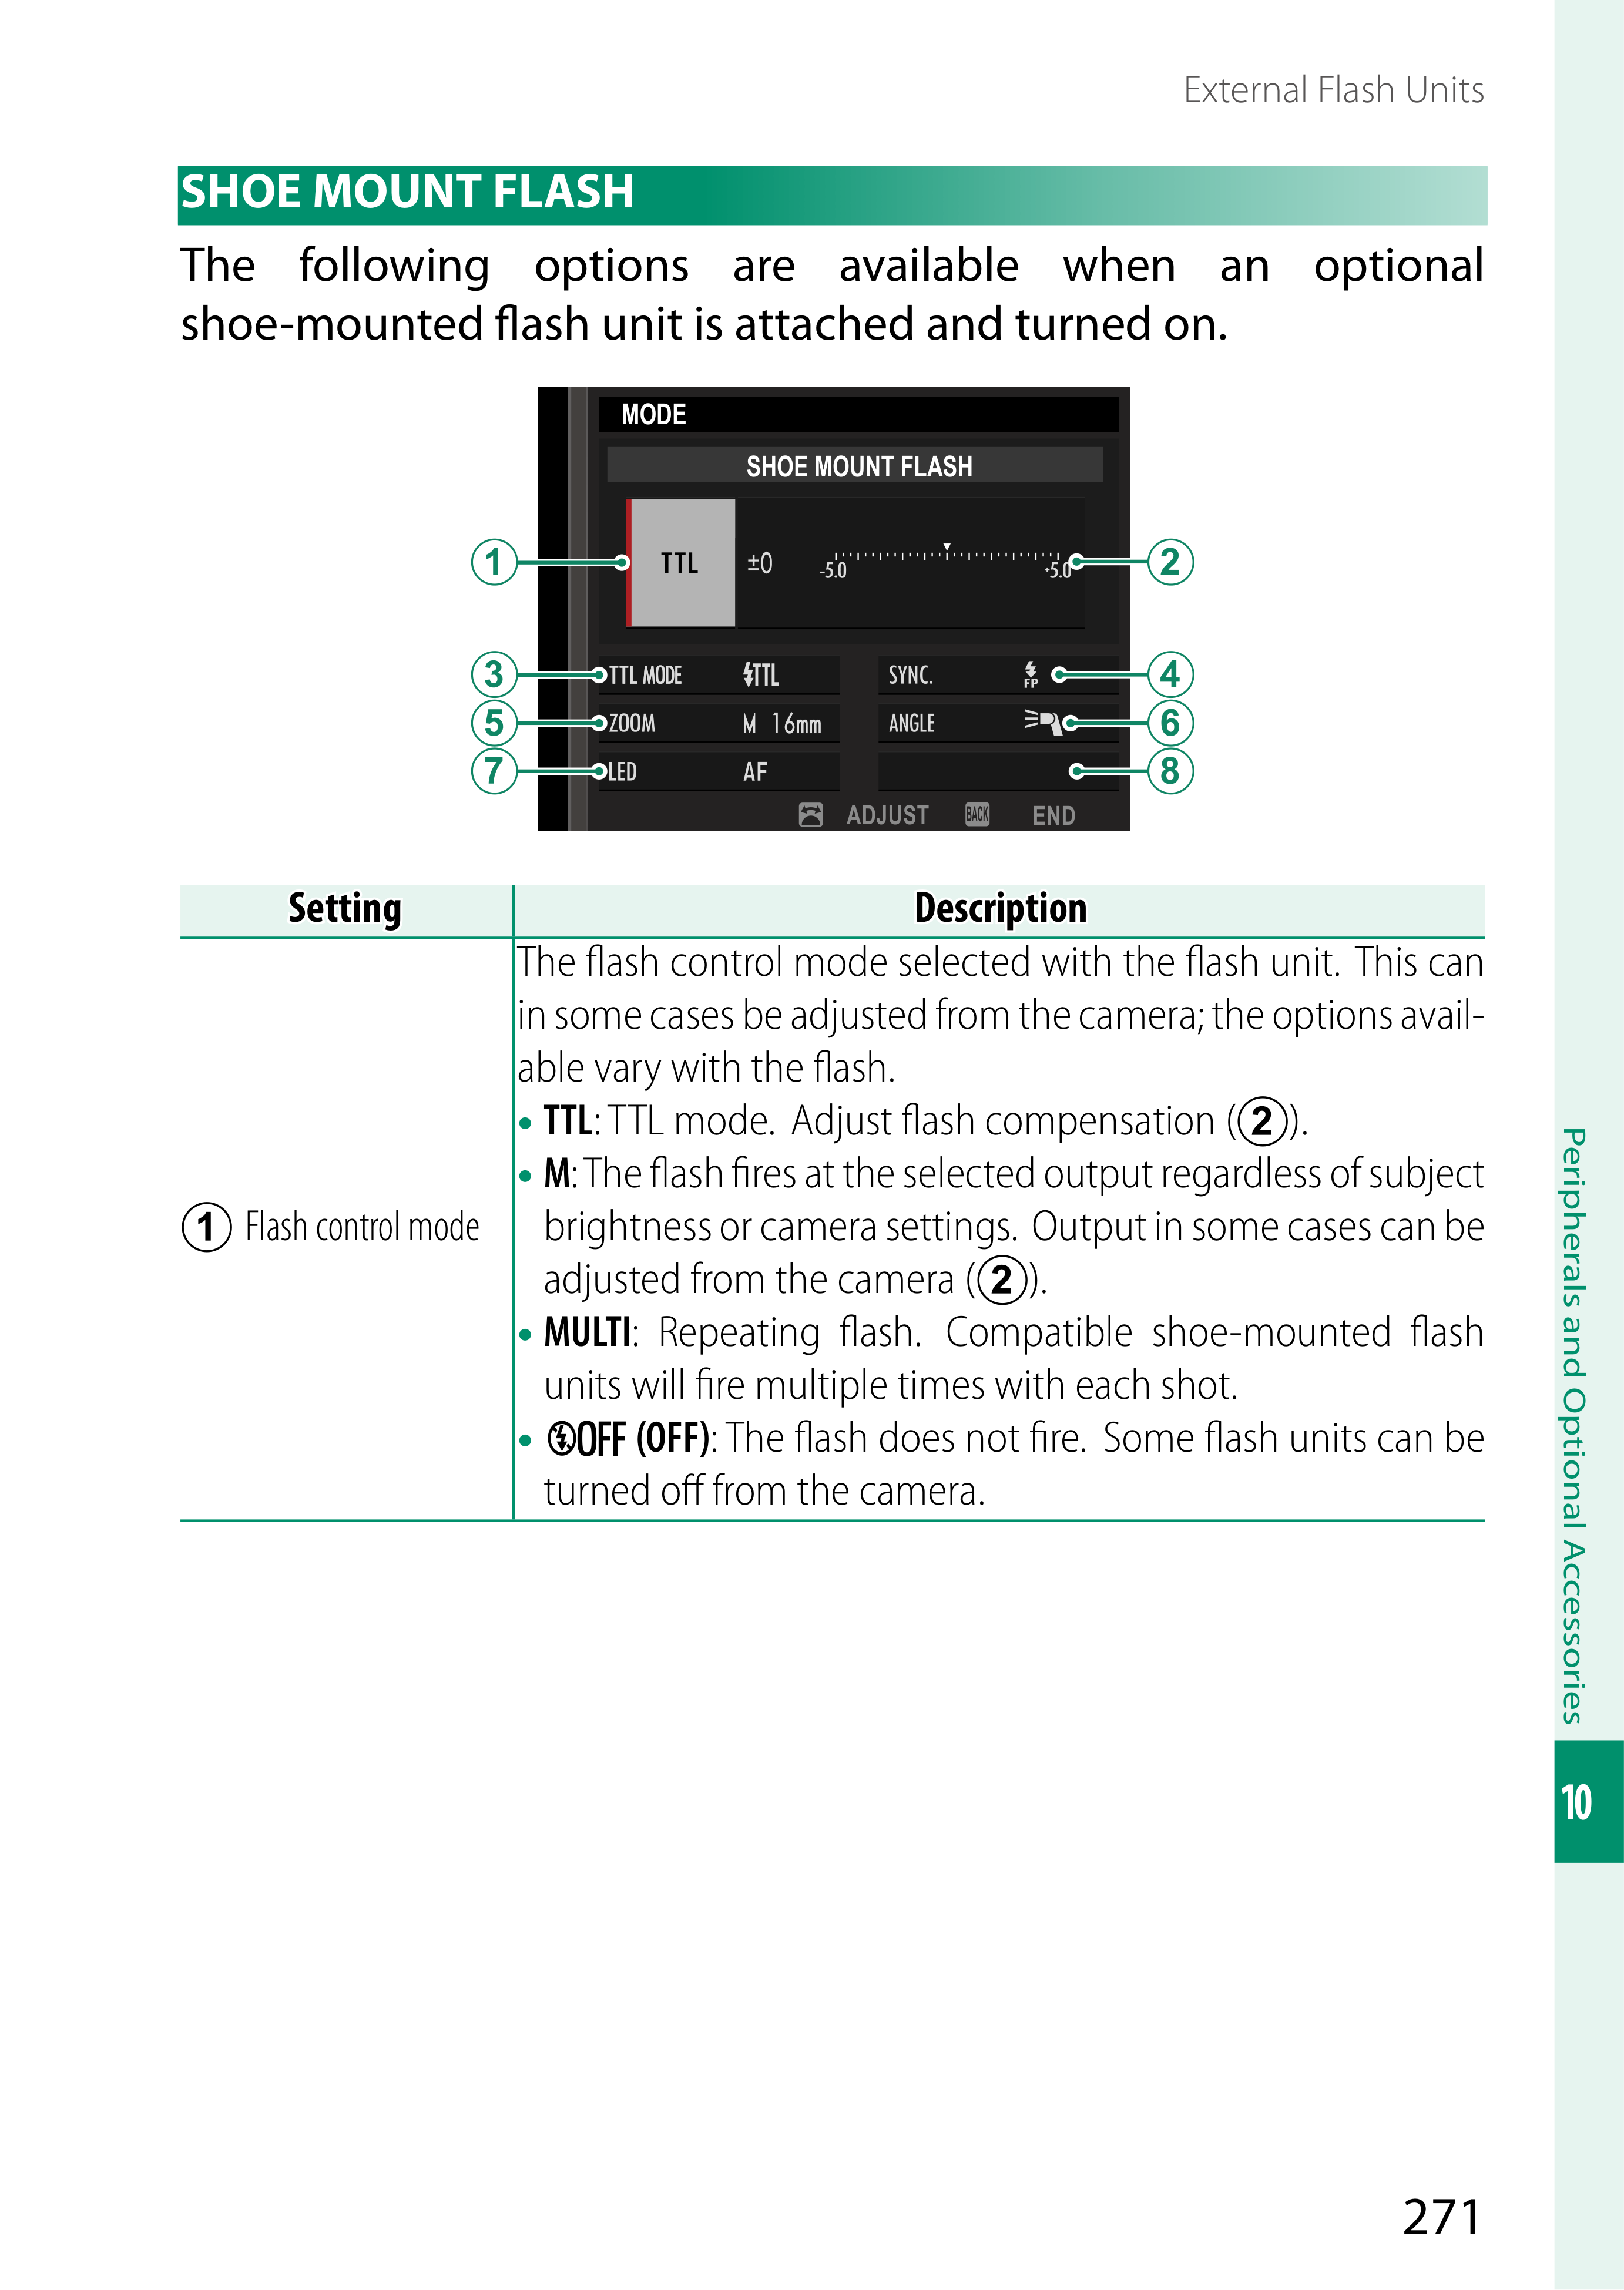 External Flash Units
SHOE MOUNT FLASH
The following options are available when an optional
shoe-mounted flash unit is attached and turned on.
MODE
SHOE MOUNT FLASH
① TTL ±0 -5.0 +5.0 ②
③ TTL MODE TTL SYNC. FP ④
⑤ ZOOM M 16mm ANGLE ⑥
⑦ LED AF ⑧
ADJUST BACK END
Setting Description
The flash control mode selected with the flash unit. This can
in some cases be adjusted from the camera; the options avail-
able vary with the flash.
• TTL: TTL mode. Adjust flash compensation (②).
• M: The flash fires at the selected output regardless of subject
① Flash control mode
brightness or camera settings. Output in some cases can be
adjusted from the camera (②).
• MULTI: Repeating flash. Compatible shoe-mounted flash
units will fire multiple times with each shot.
• OFF (OFF): The flash does not fire. Some flash units can be
turned off from the camera.
Peripherals and Optional Accessories
10
271